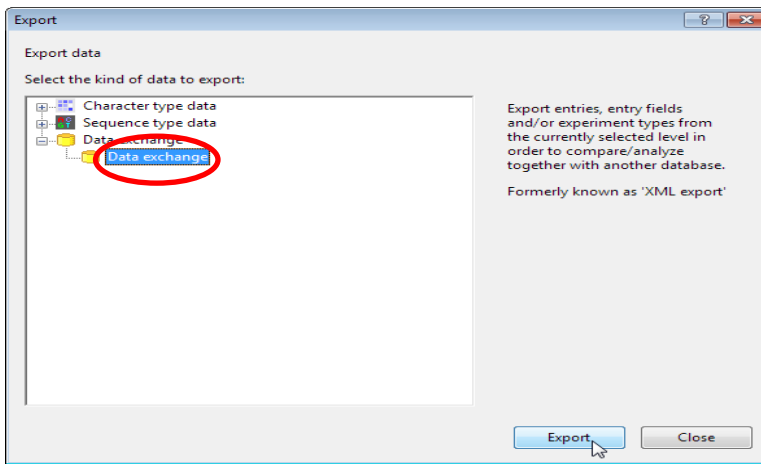 Export
Export data
Select the kind of data to export:
Character type data
Sequence type data
Data exchange
Data exchange
Export entries, entry fields
and/or experiment types from
the currently selected level in
order to compare/analyze
together with another database.
Formerly known as 'XML export'
Export
Close